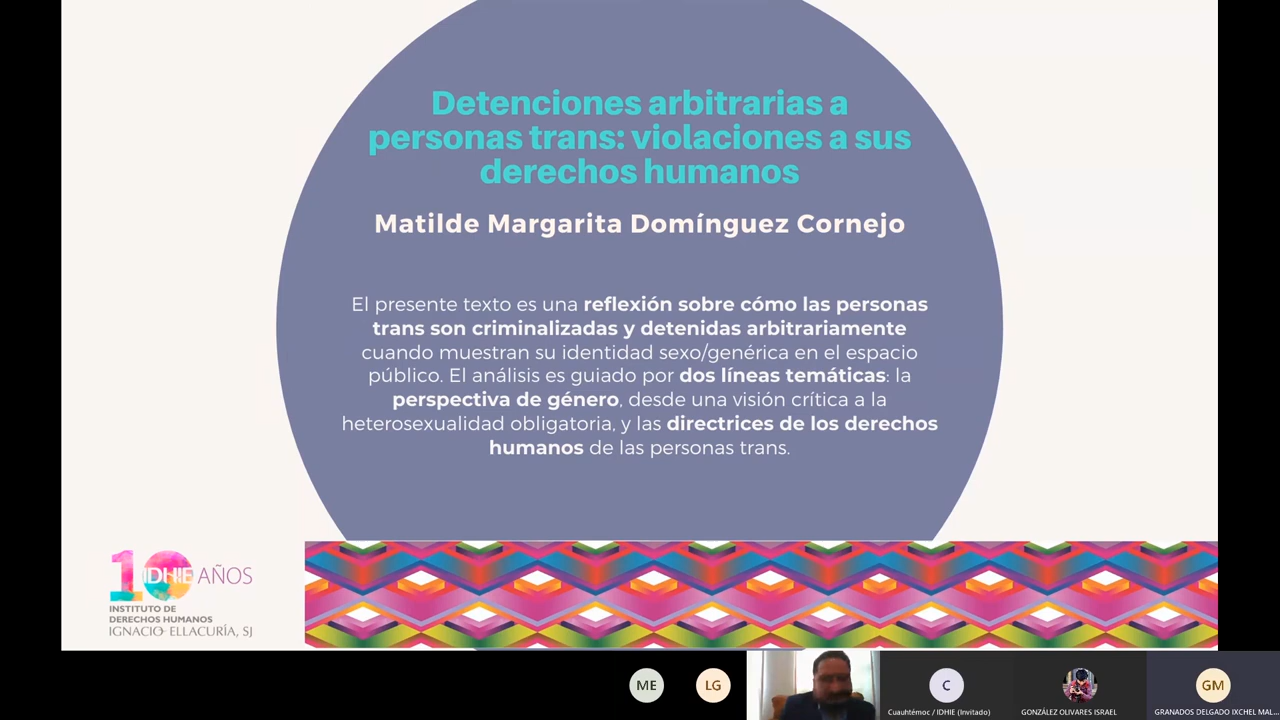 Detenciones arbitrarias a
personas trans: violaciones a sus
derechos humanos
Matilde Margarita Domínguez Cornejo
El presente texto es una reflexión sobre cómo las personas
trans son criminalizadas y detenidas arbitrariamente
cuando muestran su identidad sexo/genérica en el espacio
público. El análisis es guiado por dos líneas temáticas: la
perspectiva de género, desde una visión crítica a la
heterosexualidad obligatoria, y las directrices de los derechos
humanos de las personas trans.
10 IDHIE AÑOS
INSTITUTO DE
DERECHOS HUMANOS
IGNACIO ELLACURÍA, SJ
ME
LG
C
GM
Cuauhtémoc / IDHIE (Invitado)
GONZÁLEZ OLIVARES ISRAEL
GRANADOS DELGADO IXCHEL MAL...